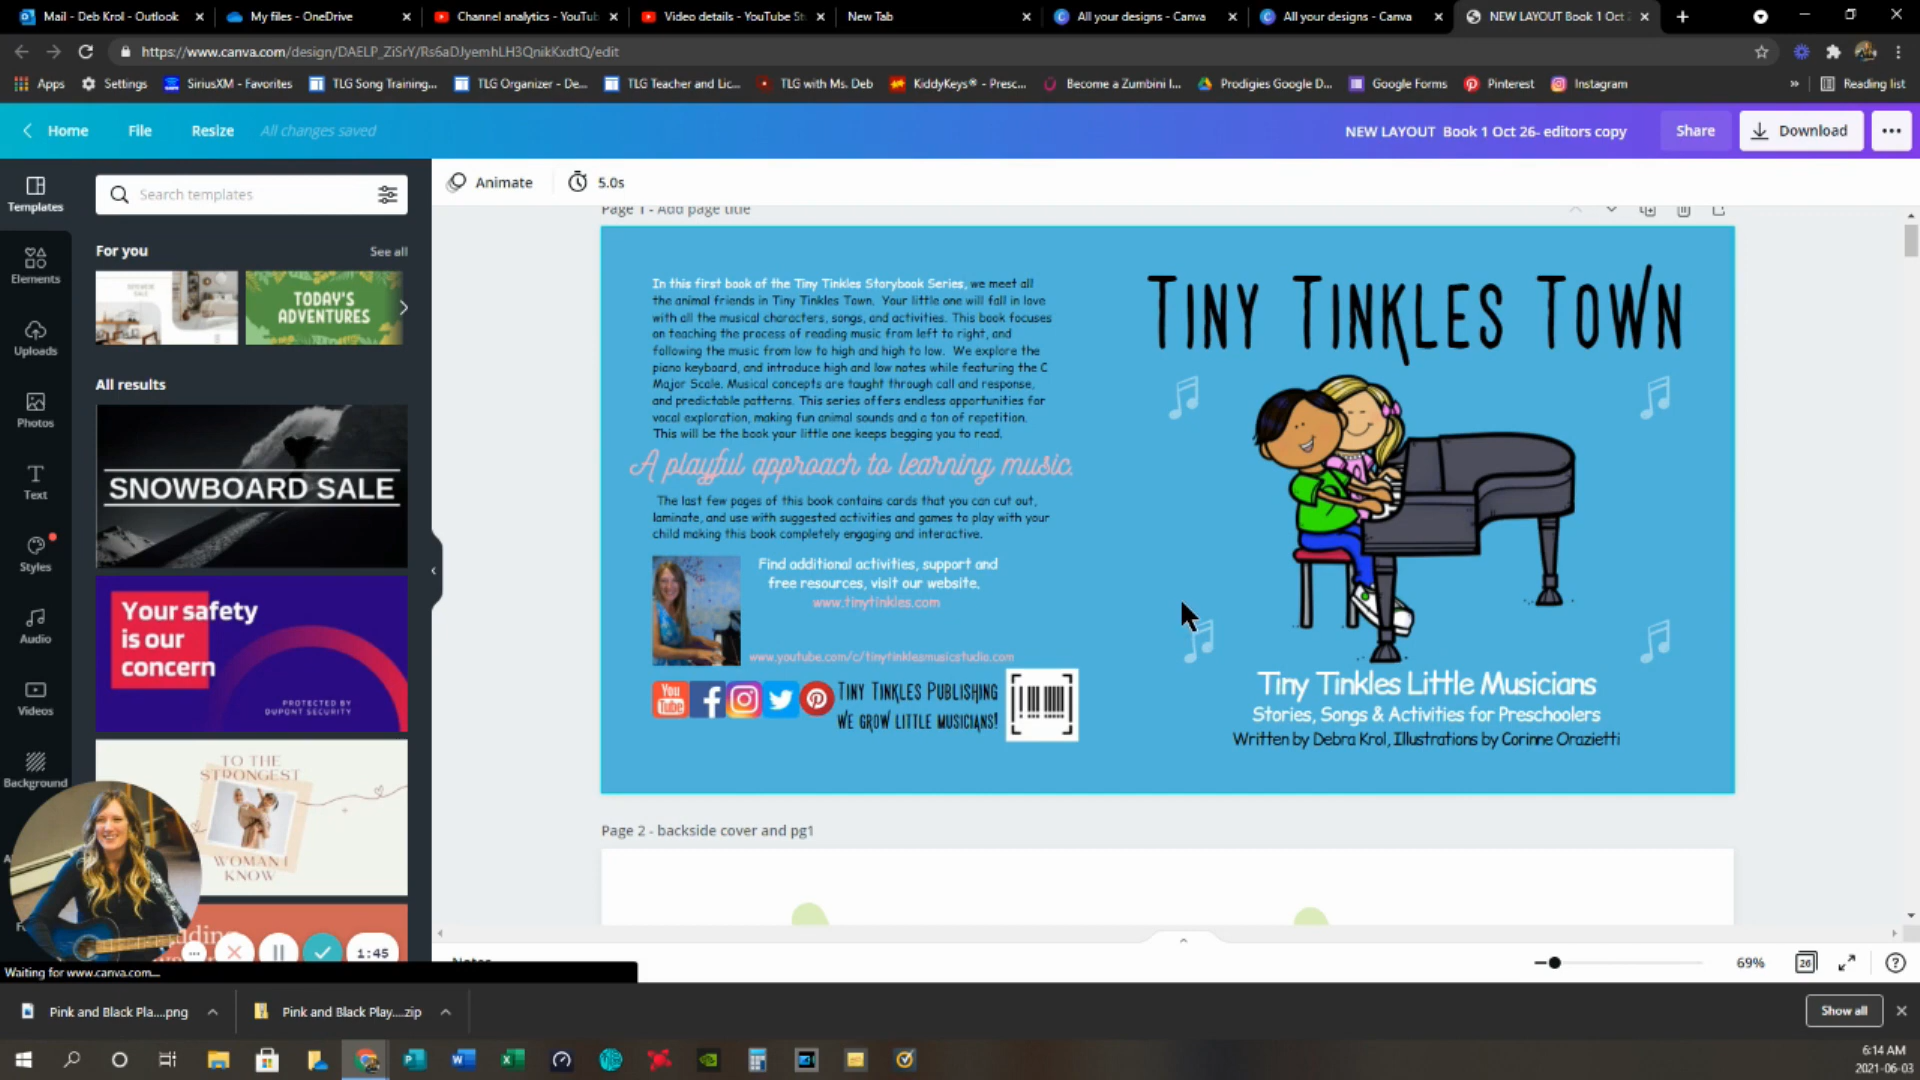 Mail - Deb Krol - Outlook
My files - OneDrive
Channel analytics - YouTub
Video details - YouTube St
New Tab
All your designs - Canva
All your designs - Canva
NEW LAYOUT Book 1 Oct 2
https://www.canva.com/design/DAELP_ZiSrY/Rs6aDJyemhLH3QnikKxdtQ/edit
Apps
Settings
SiriusXM - Favorites
TLG Song Training...
TLG Organizer - De...
TLG Teacher and Lic...
TLG with Ms. Deb
KiddyKeys® - Presc...
Become a Zumbini I...
Prodigies Google D...
Google Forms
Pinterest
Instagram
»
Reading list
Home
File
Resize
All changes saved
NEW LAYOUT Book 1 Oct 26- editors copy
Share
Download
Templates
Elements
Uploads
Photos
Text
Styles
Audio
Videos
Background
Search templates
For you
See all
TODAY'S
ADVENTURES
All results
SNOWBOARD SALE
Your safety
is our
concern
PROTECTED BY
DUPONT SECURITY
TO THE
STRONGEST
WOMAN I
KNOW
1:45
Waiting for www.canva.com...
Animate
5.0s
Page 1 - Add page title
In this first book of the Tiny Tinkles Storybook Series, we meet all
the animal friends in Tiny Tinkles Town. Your little one will fall in love
with all the musical characters, songs, and activities. This book focuses
on teaching the process of reading music from left to right, and
following the music from low to high and high to low. We explore the
piano keyboard, and introduce high and low notes while featuring the C
Major Scale. Musical concepts are taught through call and response,
and predictable patterns. This series offers endless opportunities for
vocal exploration, making fun animal sounds and a ton of repetition.
This will be the book your little one keeps begging you to read.
A playful approach to learning music.
The last few pages of this book contains cards that you can cut out,
laminate, and use with suggested activities and games to play with your
child making this book completely engaging and interactive.
Find additional activities, support and
free resources, visit our website.
www.tinytinkles.com
www.youtube.com/c/tinytinklesmusicstudio.com
You
Tube
TINY TINKLES PUBLISHING
WE GROW LITTLE MUSICIANS!
TINY TINKLES TOWN
Tiny Tinkles Little Musicians
Stories, Songs & Activities for Preschoolers
Written by Debra Krol, Illustrations by Corinne Orazietti
Page 2 - backside cover and pg1
Notes
69%
26
Pink and Black Pla....png
Pink and Black Play....zip
Show all
6:14 AM
2021-06-03